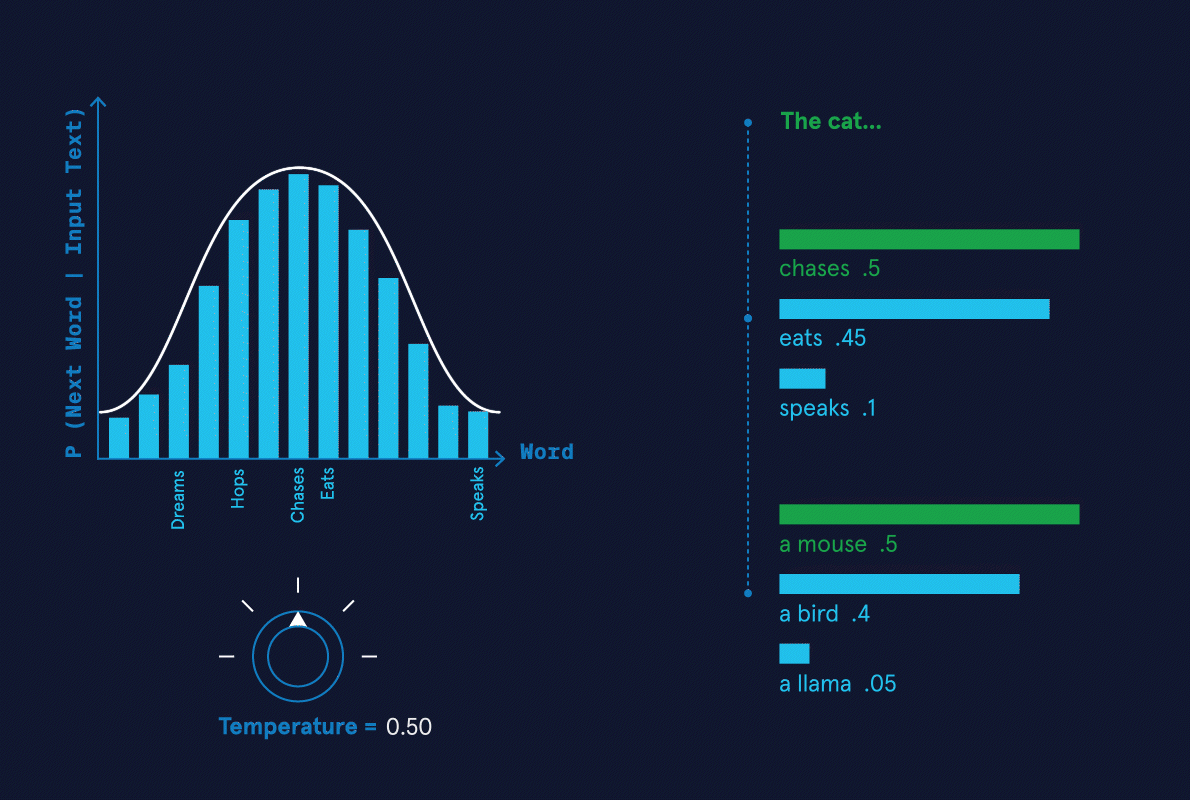 P (Next Word | Input Text)
Word
Dreams
Hops
Chases
Eats
Speaks
Temperature = 0.50
The cat...
chases .5
eats .45
speaks .1
a mouse .5
a bird .4
a llama .05